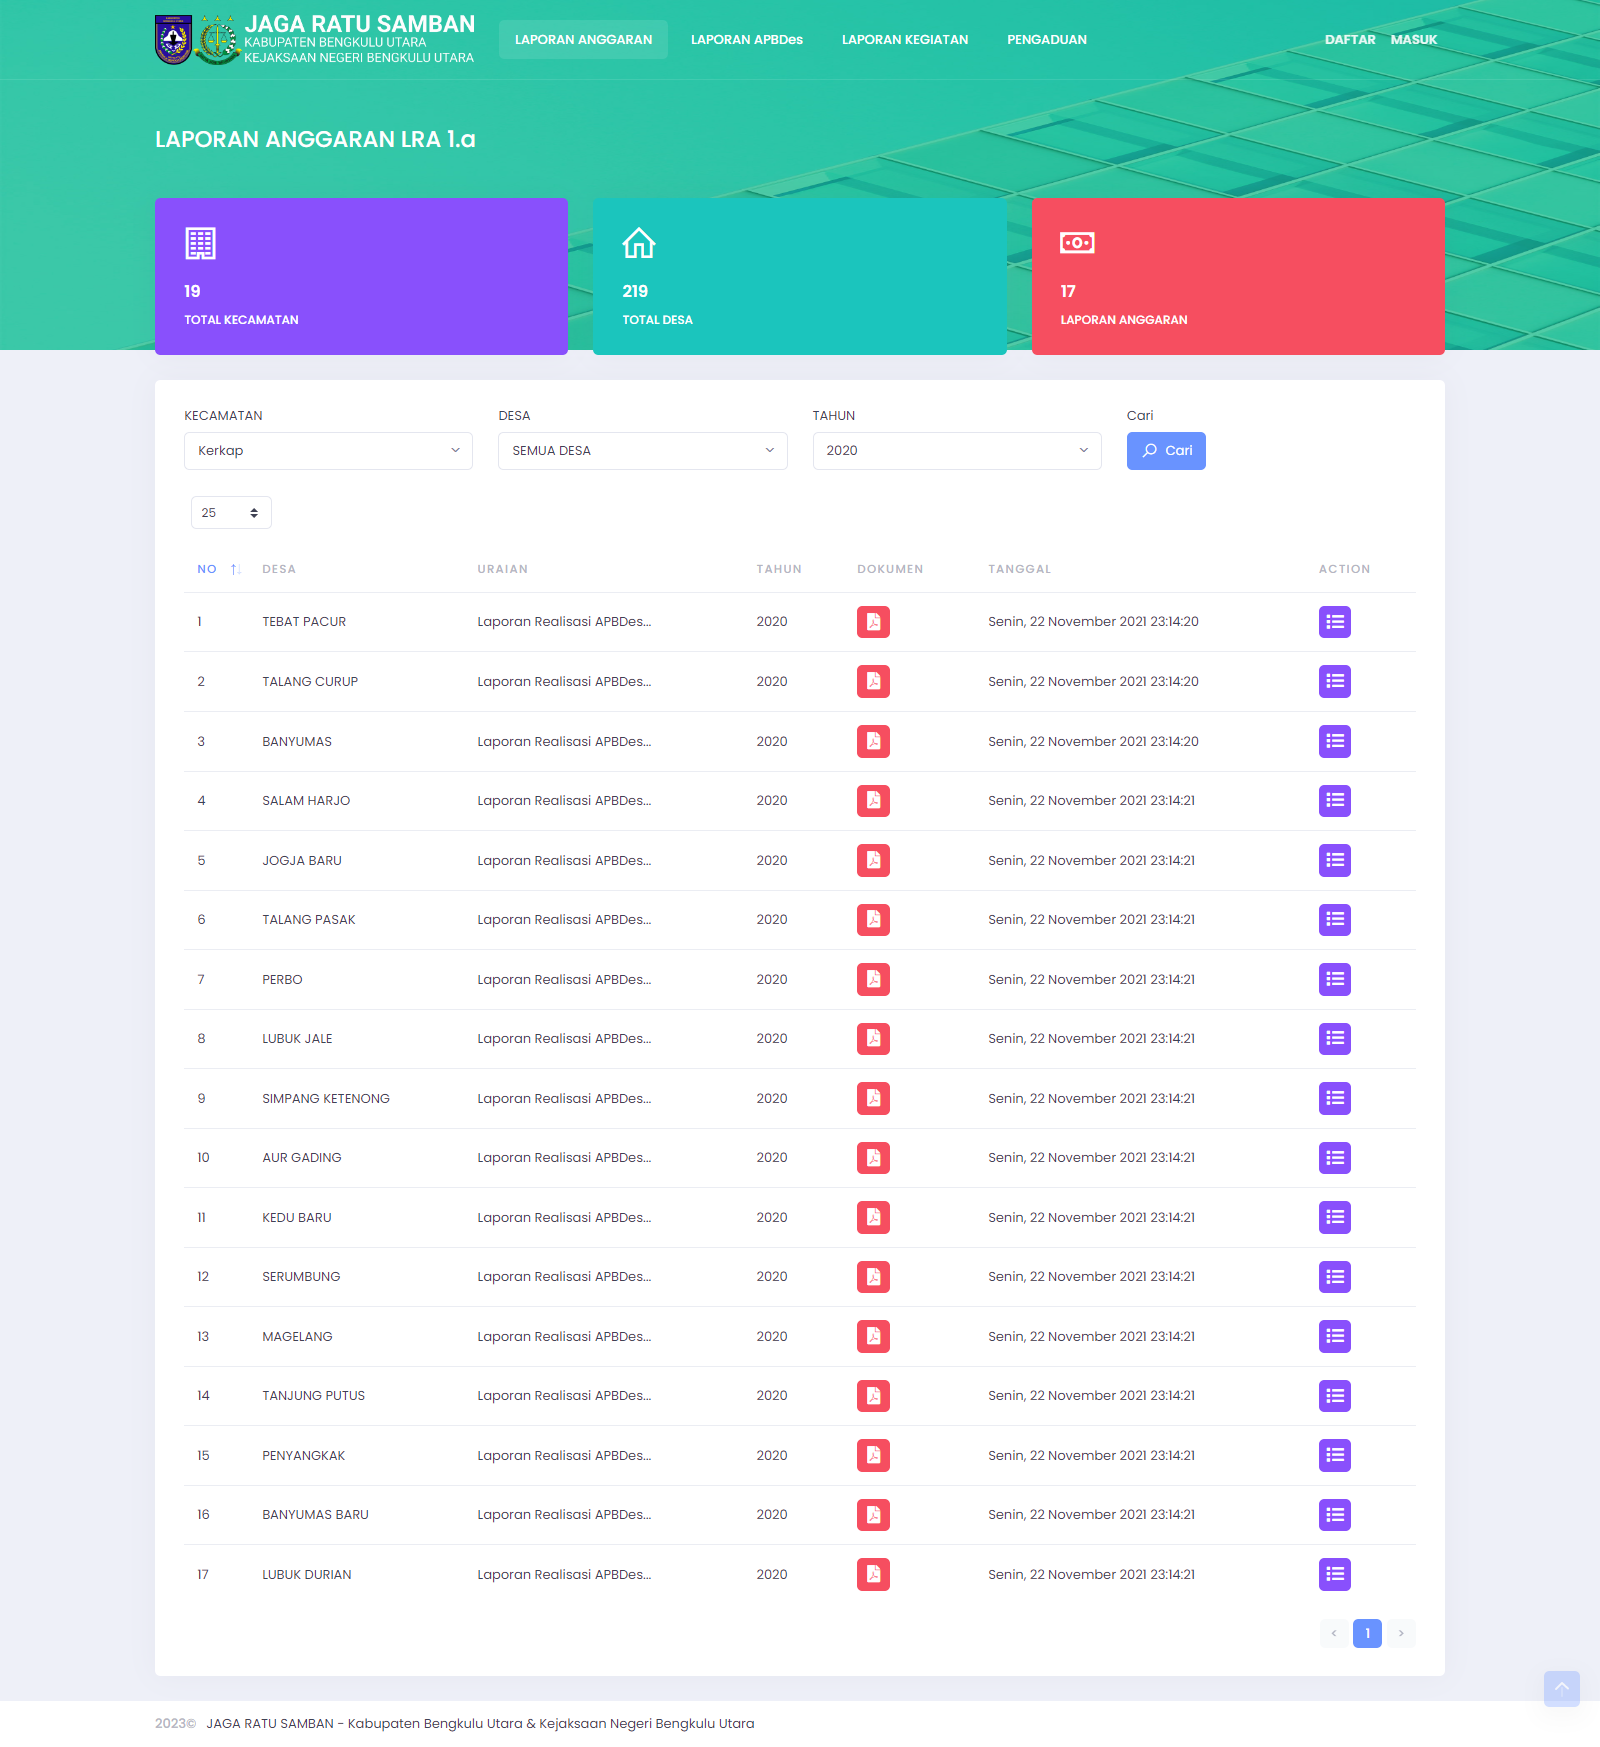 JAGA RATU SAMBAN
KABUPATEN BENGKULU UTARA
KEJAKSAAN NEGERI BENGKULU UTARA
LAPORAN ANGGARAN LAPORAN APBDes LAPORAN KEGIATAN PENGADUAN DAFTAR MASUK
LAPORAN ANGGARAN LRA 1.a
19
TOTAL KECAMATAN
219
TOTAL DESA
17
LAPORAN ANGGARAN
KECAMATAN DESA TAHUN Cari
Kerkap SEMUA DESA 2020 Cari
25
NO DESA URAIAN TAHUN DOKUMEN TANGGAL ACTION
1 TEBAT PACUR Laporan Realisasi APBDes... 2020 Senin, 22 November 2021 23:14:20
2 TALANG CURUP Laporan Realisasi APBDes... 2020 Senin, 22 November 2021 23:14:20
3 BANYUMAS Laporan Realisasi APBDes... 2020 Senin, 22 November 2021 23:14:20
4 SALAM HARJO Laporan Realisasi APBDes... 2020 Senin, 22 November 2021 23:14:21
5 JOGJA BARU Laporan Realisasi APBDes... 2020 Senin, 22 November 2021 23:14:21
6 TALANG PASAK Laporan Realisasi APBDes... 2020 Senin, 22 November 2021 23:14:21
7 PERBO Laporan Realisasi APBDes... 2020 Senin, 22 November 2021 23:14:21
8 LUBUK JALE Laporan Realisasi APBDes... 2020 Senin, 22 November 2021 23:14:21
9 SIMPANG KETENONG Laporan Realisasi APBDes... 2020 Senin, 22 November 2021 23:14:21
10 AUR GADING Laporan Realisasi APBDes... 2020 Senin, 22 November 2021 23:14:21
11 KEDU BARU Laporan Realisasi APBDes... 2020 Senin, 22 November 2021 23:14:21
12 SERUMBUNG Laporan Realisasi APBDes... 2020 Senin, 22 November 2021 23:14:21
13 MAGELANG Laporan Realisasi APBDes... 2020 Senin, 22 November 2021 23:14:21
14 TANJUNG PUTUS Laporan Realisasi APBDes... 2020 Senin, 22 November 2021 23:14:21
15 PENYANGKAK Laporan Realisasi APBDes... 2020 Senin, 22 November 2021 23:14:21
16 BANYUMAS BARU Laporan Realisasi APBDes... 2020 Senin, 22 November 2021 23:14:21
17 LUBUK DURIAN Laporan Realisasi APBDes... 2020 Senin, 22 November 2021 23:14:21
< 1 >
2023© JAGA RATU SAMBAN - Kabupaten Bengkulu Utara & Kejaksaan Negeri Bengkulu Utara